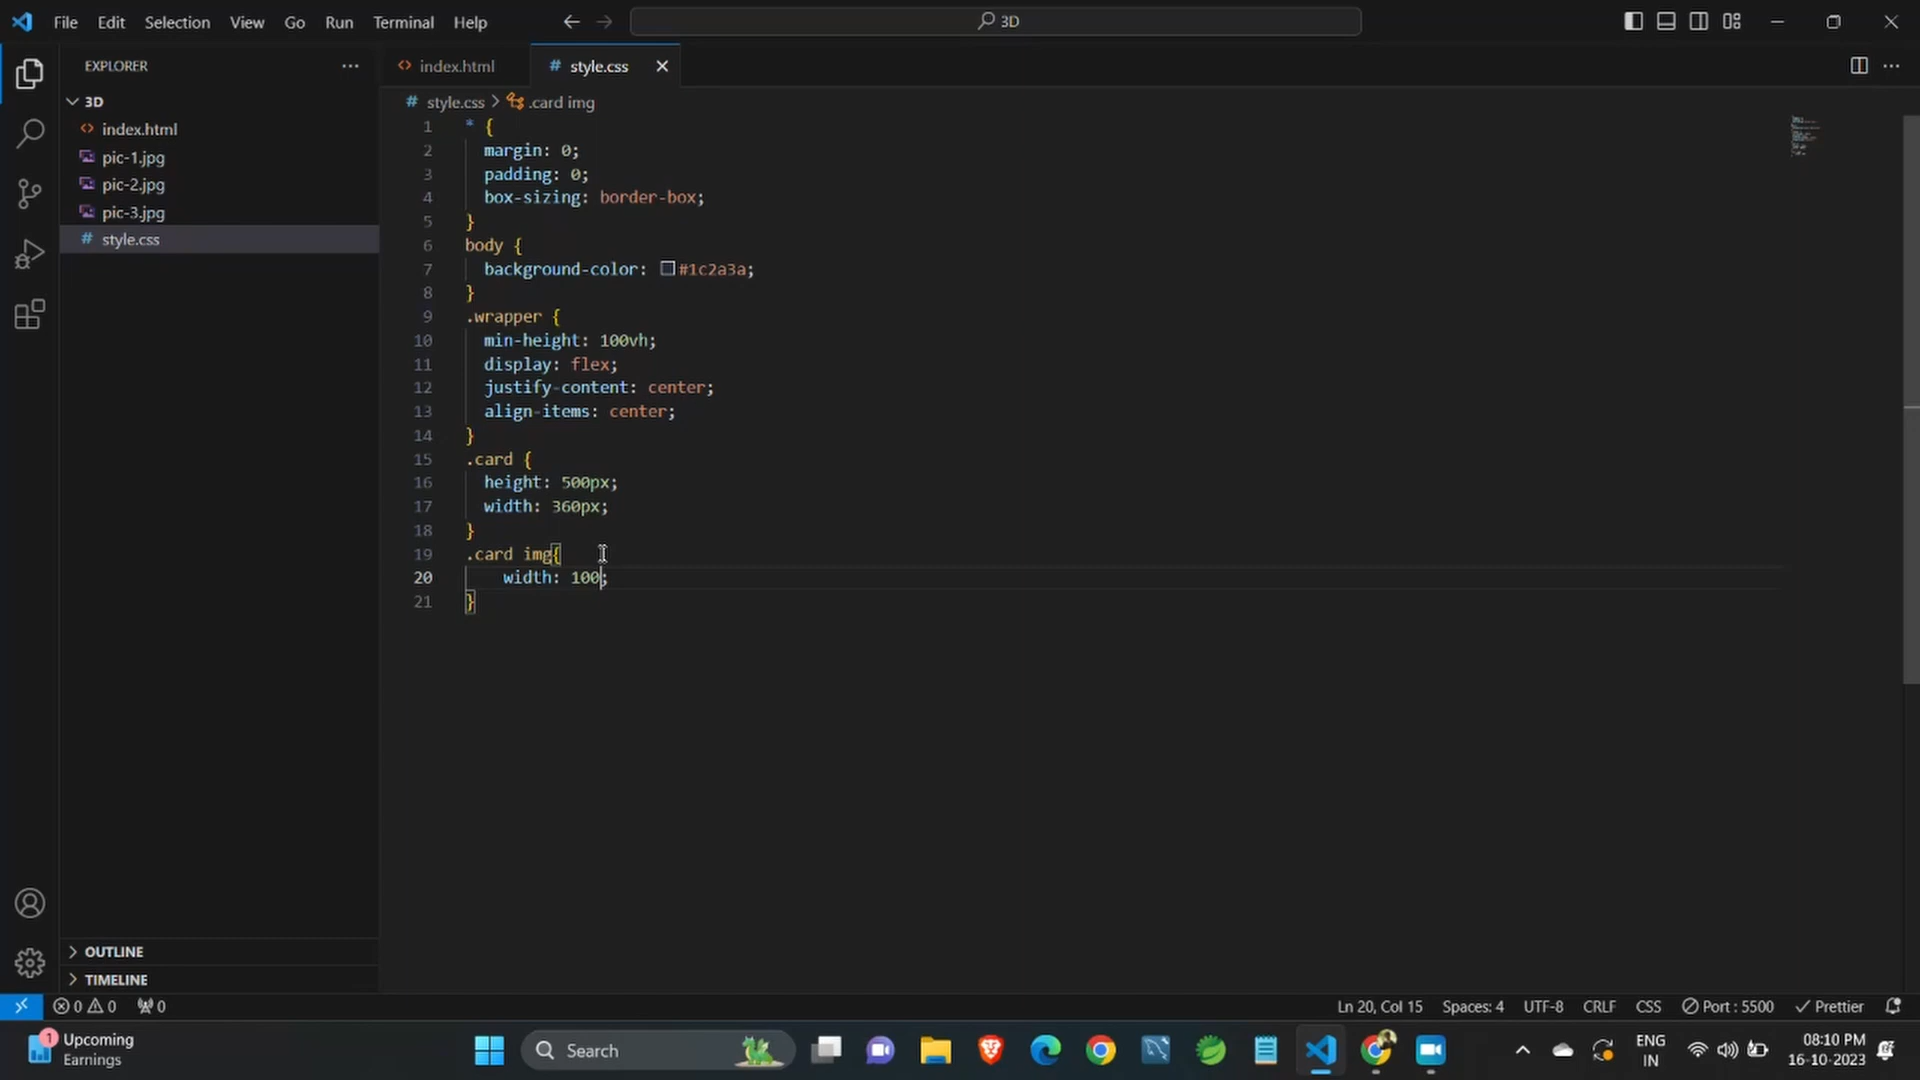 File Edit Selection View Go Run Terminal Help
3D
EXPLORER
index.html
style.css
3D
style.css > .card img
index.html
pic-1.jpg
pic-2.jpg
pic-3.jpg
style.css
1 * {
2 margin: 0;
3 padding: 0;
4 box-sizing: border-box;
5 }
6 body {
7 background-color: #1c2a3a;
8 }
9 .wrapper {
10 min-height: 100vh;
11 display: flex;
12 justify-content: center;
13 align-items: center;
14 }
15 .card {
16 height: 500px;
17 width: 360px;
18 }
19 .card img{
20 width: 100;
21 }
OUTLINE
TIMELINE
0 0 0
Ln 20, Col 15 Spaces: 4 UTF-8 CRLF CSS Port : 5500 Prettier
1
Upcoming
Earnings
Search
ENG
IN
08:10 PM
16-10-2023